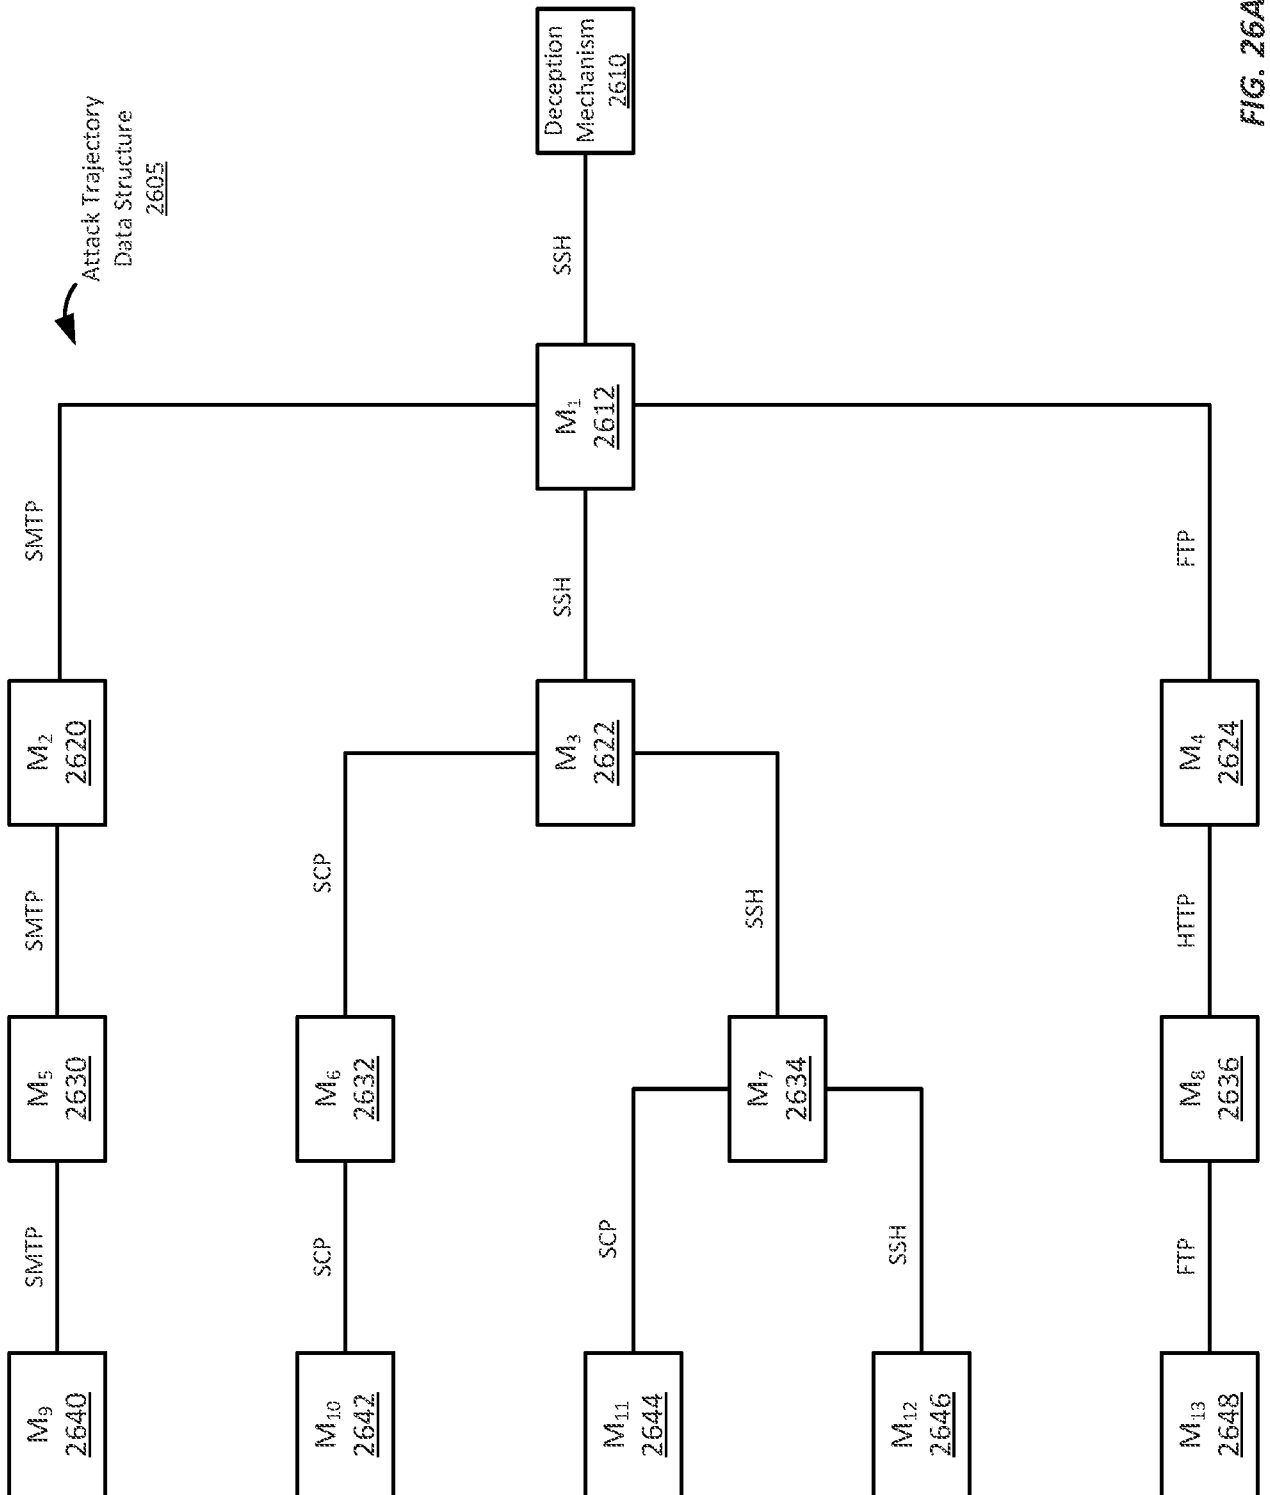 SMTP
SMTP
SMTP
M₉
2640
M₅
2630
M₂
2620
Attack Trajectory
Data Structure
2605
SCP
SCP
M₁₀
2642
M₆
2632
SSH
SSH
M₃
2622
M₁
2612
Deception
Mechanism
2610
SCP
M₁₁
2644
SSH
M₇
2634
SSH
M₁₂
2646
FTP
HTTP
FTP
M₁₃
2648
M₈
2636
M₄
2624
FIG. 26A